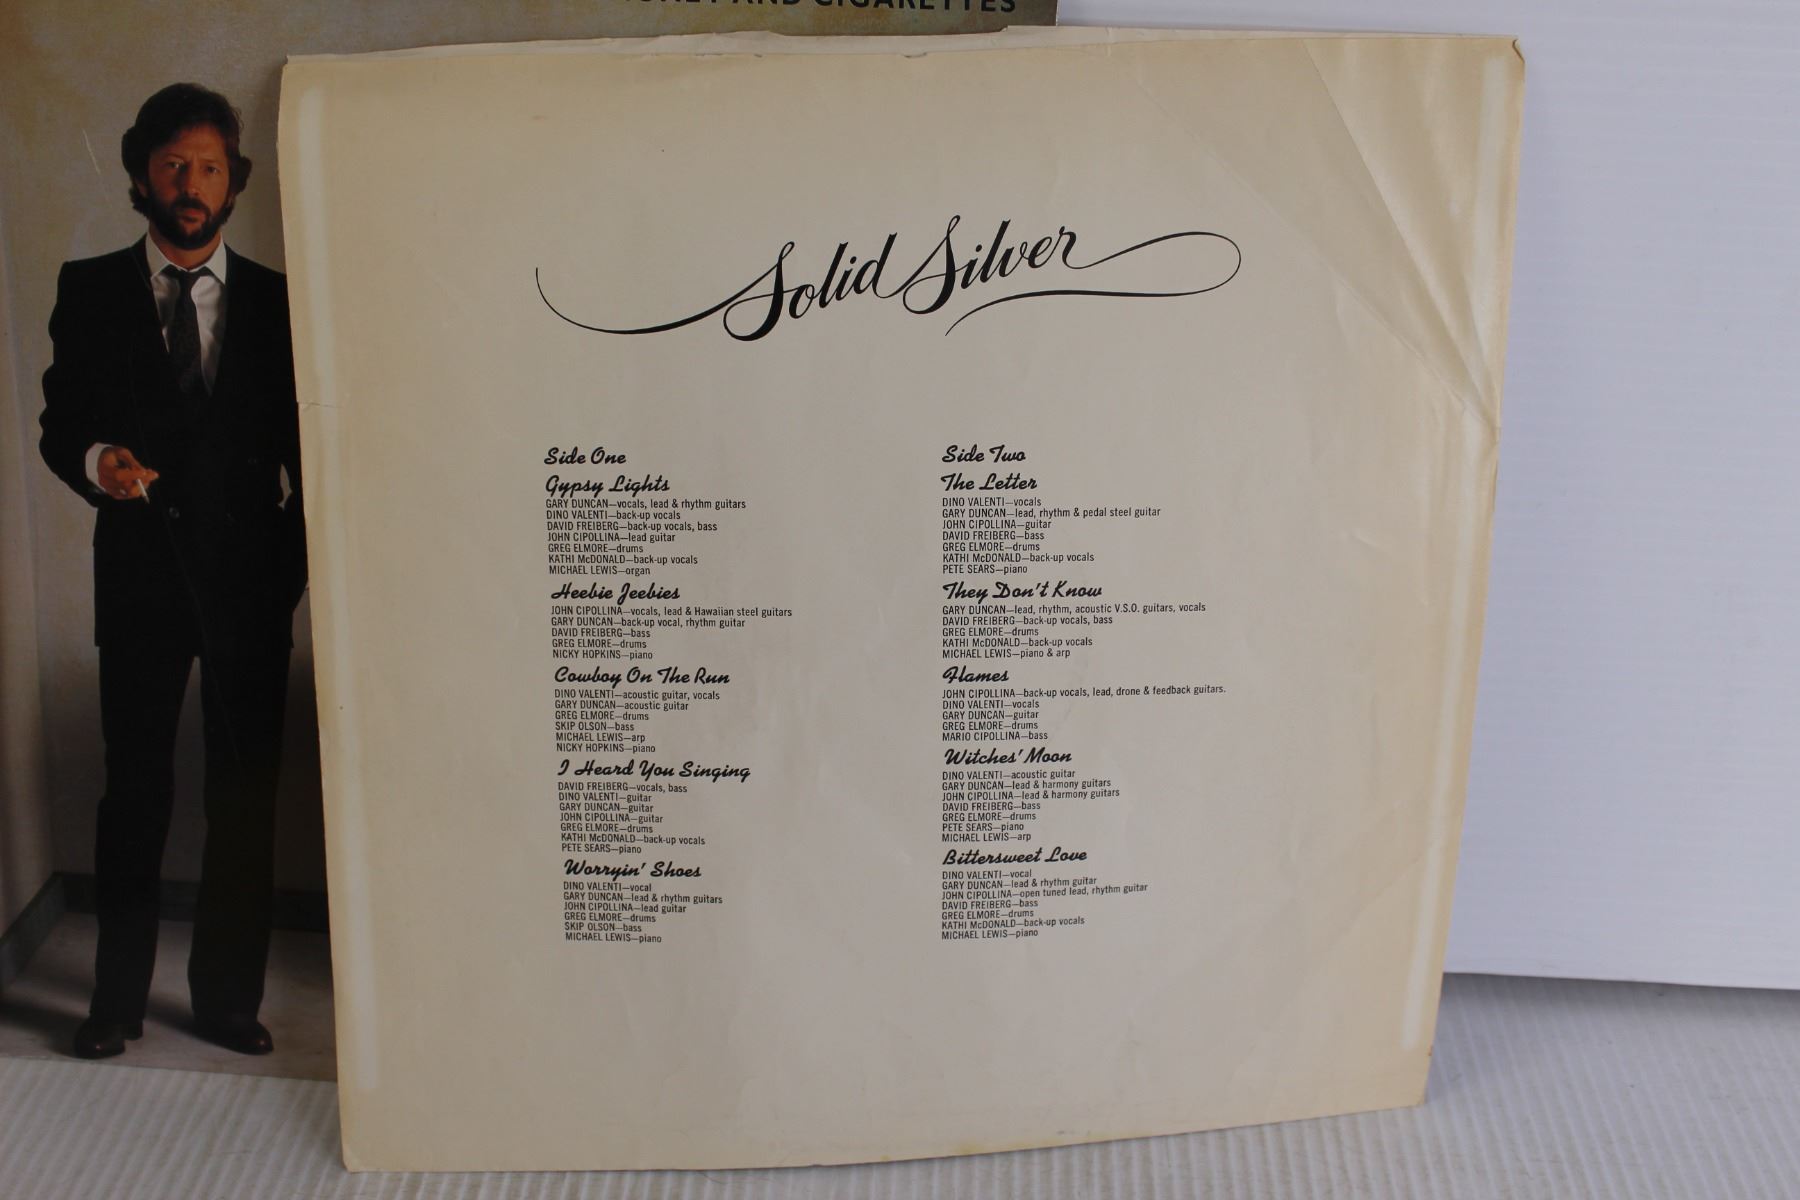 AND CIGARETTES
Solid Silver
Side One
Gypsy Lights
GARY DUNCAN—vocals, lead & rhythm guitars
DINO VALENTI—back-up vocals
DAVID FREIBERG—back-up vocals, bass
JOHN CIPOLLINA—lead guitar
GREG ELMORE—drums
KATHI McDONALD—back-up vocals
MICHAEL LEWIS—organ
Heebie Jeebies
JOHN CIPOLLINA—vocals, lead & Hawaiian steel guitars
GARY DUNCAN—back-up vocal, rhythm guitar
DAVID FREIBERG—bass
GREG ELMORE—drums
NICKY HOPKINS—piano
Cowboy On The Run
DINO VALENTI—acoustic guitar, vocals
GARY DUNCAN—acoustic guitar
GREG ELMORE—drums
SKIP OLSON—bass
MICHAEL LEWIS—arp
NICKY HOPKINS—piano
I Heard You Singing
DAVID FREIBERG—vocals, bass
DINO VALENTI—guitar
GARY DUNCAN—guitar
JOHN CIPOLLINA—guitar
GREG ELMORE—drums
KATHI McDONALD—back-up vocals
PETE SEARS—piano
Worryin' Shoes
DINO VALENTI—vocal
GARY DUNCAN—lead & rhythm guitars
JOHN CIPOLLINA—lead guitar
GREG ELMORE—drums
SKIP OLSON—bass
MICHAEL LEWIS—piano
Side Two
The Letter
DINO VALENTI—vocals
GARY DUNCAN—lead, rhythm & pedal steel guitar
JOHN CIPOLLINA—guitar
DAVID FREIBERG—bass
GREG ELMORE—drums
KATHI McDONALD—back-up vocals
PETE SEARS—piano
They Don't Know
GARY DUNCAN—lead, rhythm, acoustic V.S.O. guitars, vocals
DAVID FREIBERG—back-up vocals, bass
GREG ELMORE—drums
KATHI McDONALD—back-up vocals
MICHAEL LEWIS—piano & arp
Flames
JOHN CIPOLLINA—back-up vocals, lead, drone & feedback guitars.
DINO VALENTI—vocals
GARY DUNCAN—guitar
GREG ELMORE—drums
MARIO CIPOLLINA—bass
Witches' Moon
DINO VALENTI—acoustic guitar
GARY DUNCAN—lead & harmony guitars
JOHN CIPOLLINA—lead & harmony guitars
DAVID FREIBERG—bass
GREG ELMORE—drums
PETE SEARS—piano
MICHAEL LEWIS—arp
Bittersweet Love
DINO VALENTI—vocal
GARY DUNCAN—lead & rhythm guitar
JOHN CIPOLLINA—open tuned lead, rhythm guitar
DAVID FREIBERG—bass
GREG ELMORE—drums
KATHI McDONALD—back-up vocals
MICHAEL LEWIS—piano